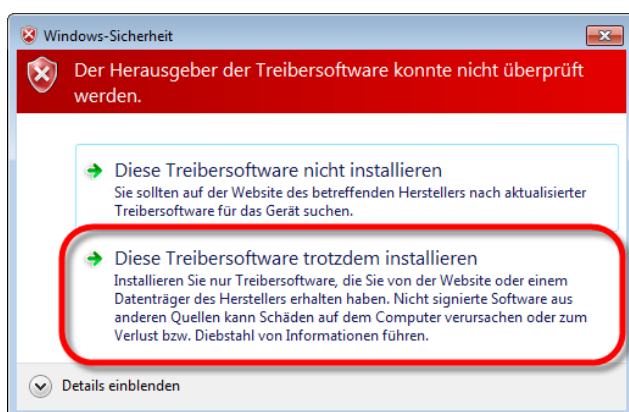 Windows-Sicherheit
Der Herausgeber der Treibersoftware konnte nicht überprüft
werden.
Diese Treibersoftware nicht installieren
Sie sollten auf der Website des betreffenden Herstellers nach aktualisierter
Treibersoftware für das Gerät suchen.
Diese Treibersoftware trotzdem installieren
Installieren Sie nur Treibersoftware, die Sie von der Website oder einem
Datenträger des Herstellers erhalten haben. Nicht signierte Software aus
anderen Quellen kann Schäden auf dem Computer verursachen oder zum
Verlust bzw. Diebstahl von Informationen führen.
Details einblenden